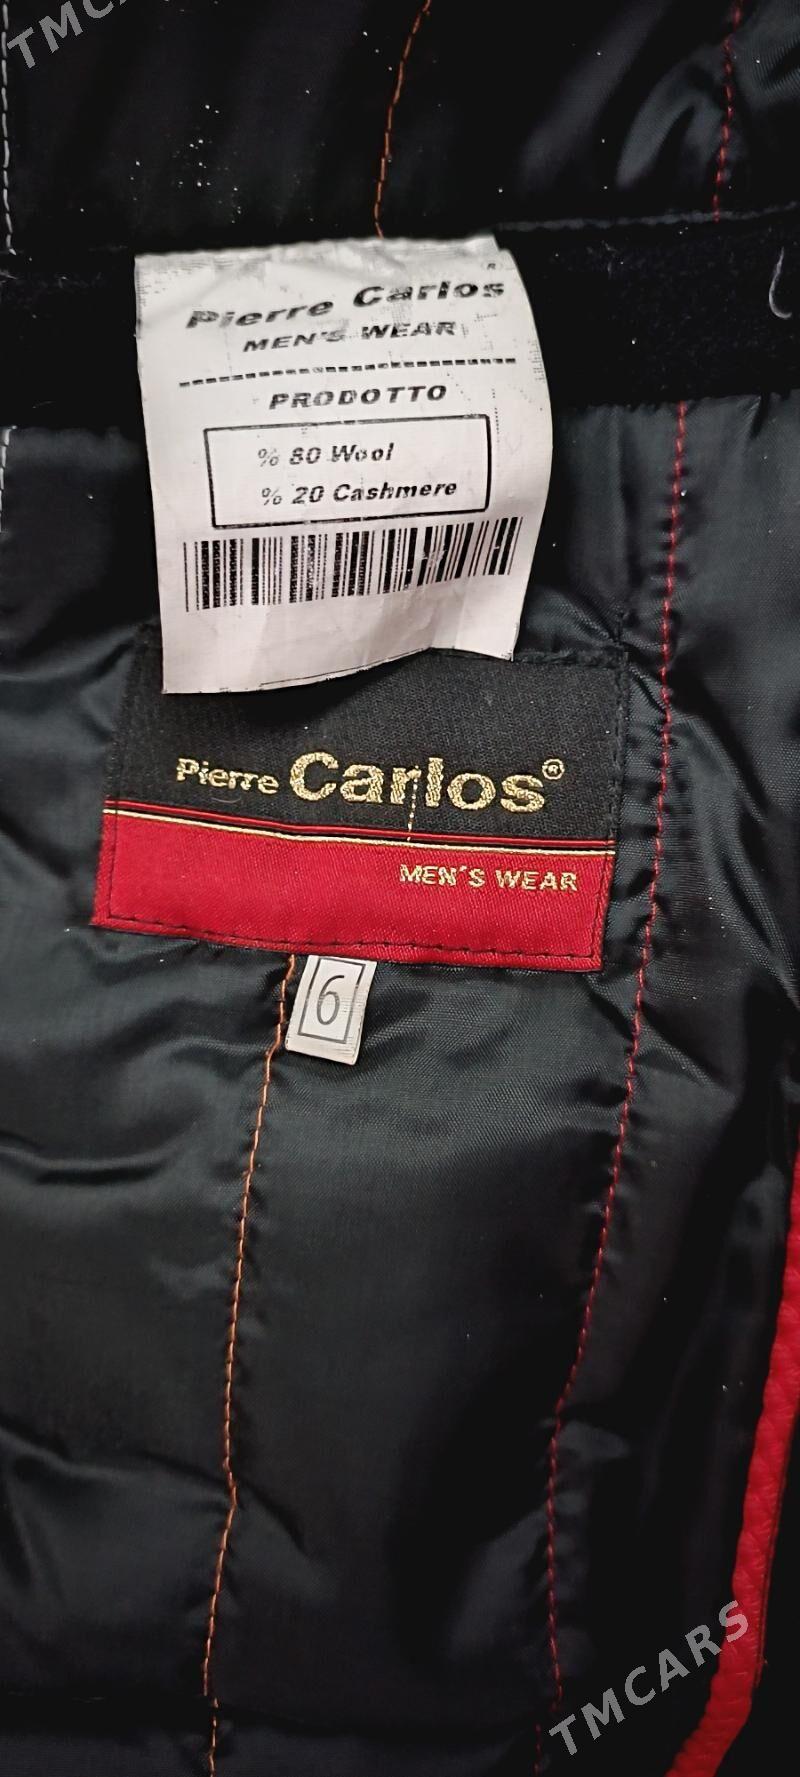 TMCARS
Pierre Carlos®
MEN'S WEAR
PRODOTTO
% 80 Wool
% 20 Cashmere
Pierre Carlos®
MEN'S WEAR
6
TMCARS